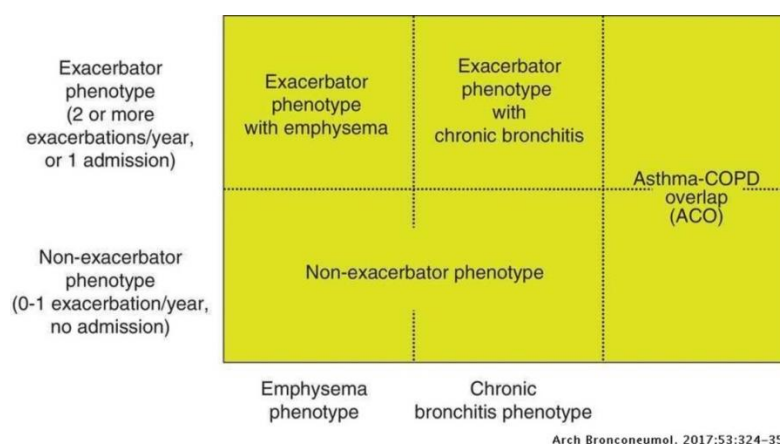 Exacerbator
phenotype
(2 or more
exacerbations/year,
or 1 admission)
Exacerbator
phenotype
with emphysema
Exacerbator
phenotype
with
chronic bronchitis
Asthma-COPD
overlap
(ACO)
Non-exacerbator
phenotype
(0-1 exacerbation/year,
no admission)
Non-exacerbator phenotype
Emphysema
phenotype
Chronic
bronchitis phenotype
Arch Bronconeumol. 2017;53:324-35